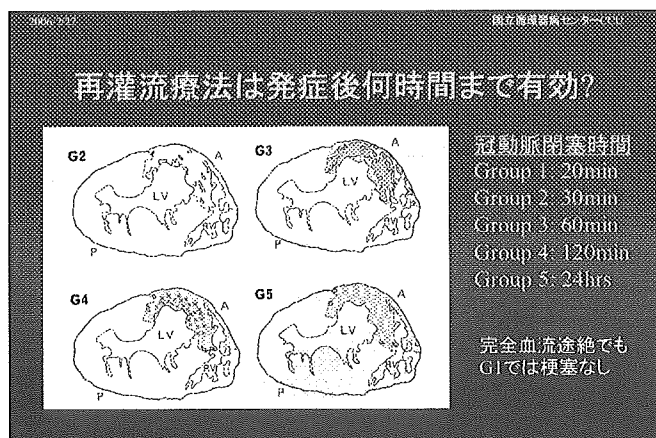 2006/2/27
国立循環器病センター(CCU)
再灌流療法は発症後何時間まで有効?
G2
A
LV
P
G3
A
LV
G4
A
LV
P
G5
A
LV
P
冠動脈閉塞時間
Group 1: 20min
Group 2: 30min
Group 3: 60min
Group 4: 120min
Group 5: 24hrs
完全血流途絶でも
G1では梗塞なし